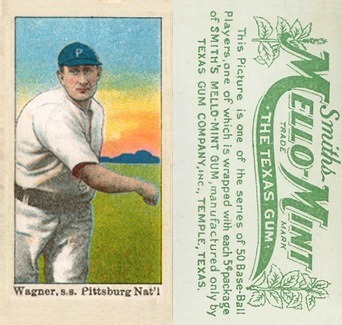 P
Wagner, s.s. Pittsburg Nat'l
This Picture is one of the series of 50 Base-Ball
Players, one of which is wrapped with each 5¢ package
of SMITH'S MELLO-MINT GUM, manufactured only by
TEXAS GUM COMPANY, INC., TEMPLE, TEXAS.
Smith's
MELLO-MINT
TRADE MARK
THE TEXAS GUM